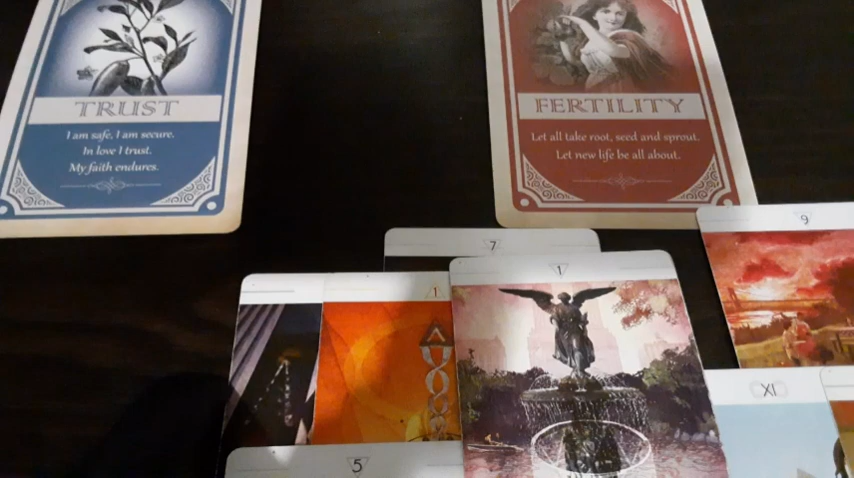 TRUST
I am safe, I am secure.
In love I trust.
My faith endures.
FERTILITY
Let all take root, seed and sprout.
Let new life be all about.
7
9
1
1
XI
5